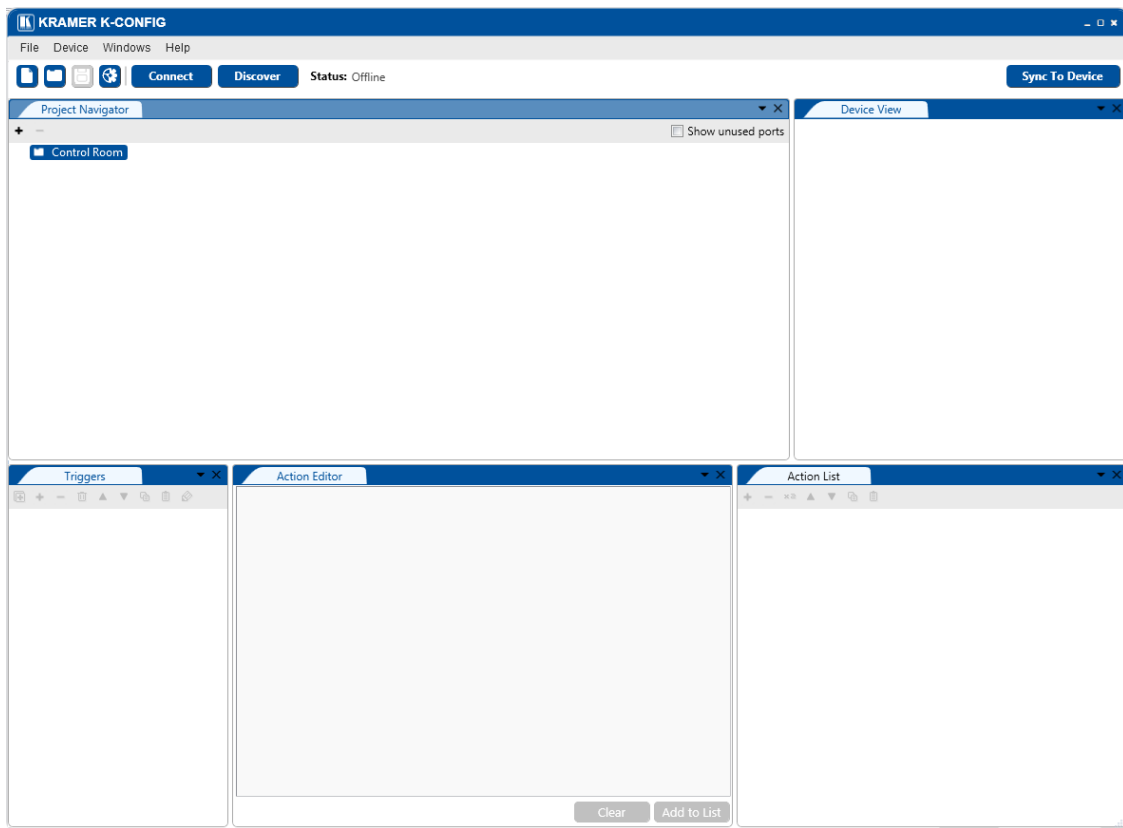 KRAMER K-CONFIG
File Device Windows Help
Connect Discover Status: Offline Sync To Device
Project Navigator Device View
Show unused ports
Control Room
Triggers Action Editor Action List
Clear Add to List